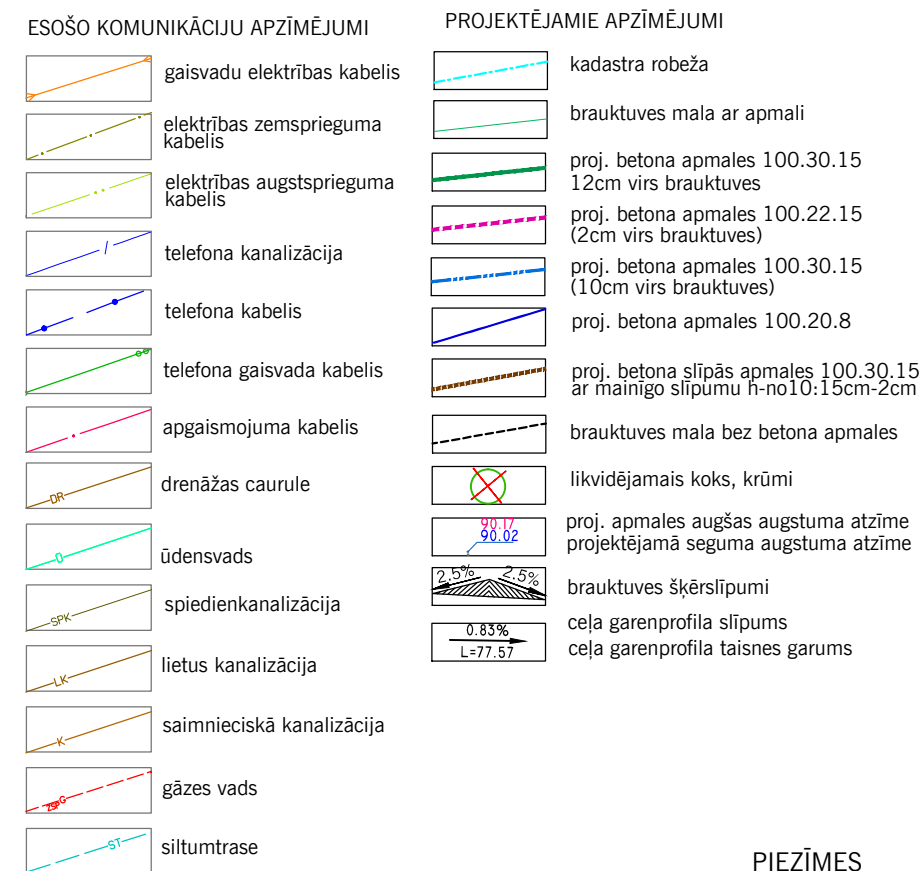 ESOŠO KOMUNIKĀCIJU APZĪMĒJUMI
gaisvadu elektrības kabelis
elektrības zemsprieguma
kabelis
elektrības augstsprieguma
kabelis
telefona kanalizācija
telefona kabelis
telefona gaisvada kabelis
apgaismojuma kabelis
DR
drenāžas caurule
ūdensvads
SPK
spiedienkanalizācija
LK
lietus kanalizācija
K
saimnieciskā kanalizācija
gāzes vads
ST
siltumtrase
PROJEKTĒJAMIE APZĪMĒJUMI
kadastra robeža
brauktuves mala ar apmali
proj. betona apmales 100.30.15
12cm virs brauktuves
proj. betona apmales 100.22.15
(2cm virs brauktuves)
proj. betona apmales 100.30.15
(10cm virs brauktuves)
proj. betona apmales 100.20.8
proj. betona slīpās apmales 100.30.15
ar mainīgo slīpumu h-no10:15cm-2cm
brauktuves mala bez betona apmales
likvidējamais koks, krūmi
90.17
90.02
proj. apmales augšas augstuma atzīme
projektējamā seguma augstuma atzīme
2.5% 2.5%
brauktuves šķērslīpumi
0.83%
L=77.57
ceļa garenprofila slīpums
ceļa garenprofila taisnes garums
PIEZĪMES